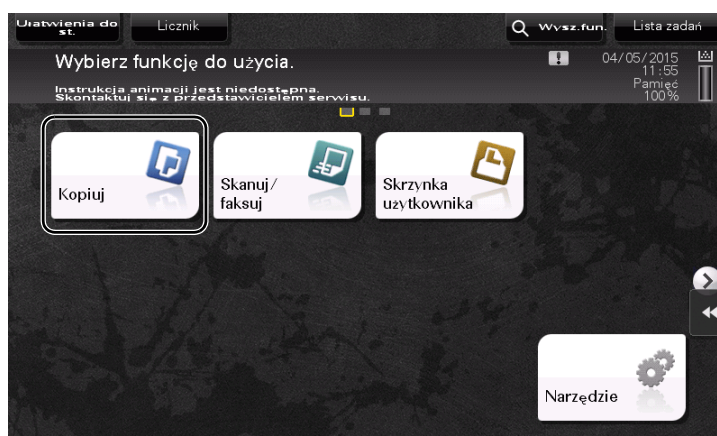 Ułatwienia do
st.
Licznik
Wysz.fun.
Lista zadań
Wybierz funkcję do użycia.
Instrukcja animacji jest niedostępna.
Skontaktuj się z przedstawicielem serwisu.
04/05/2015
11:55
Pamięć
100%
Kopiuj
Skanuj/
faksuj
Skrzynka
użytkownika
Narzędzie